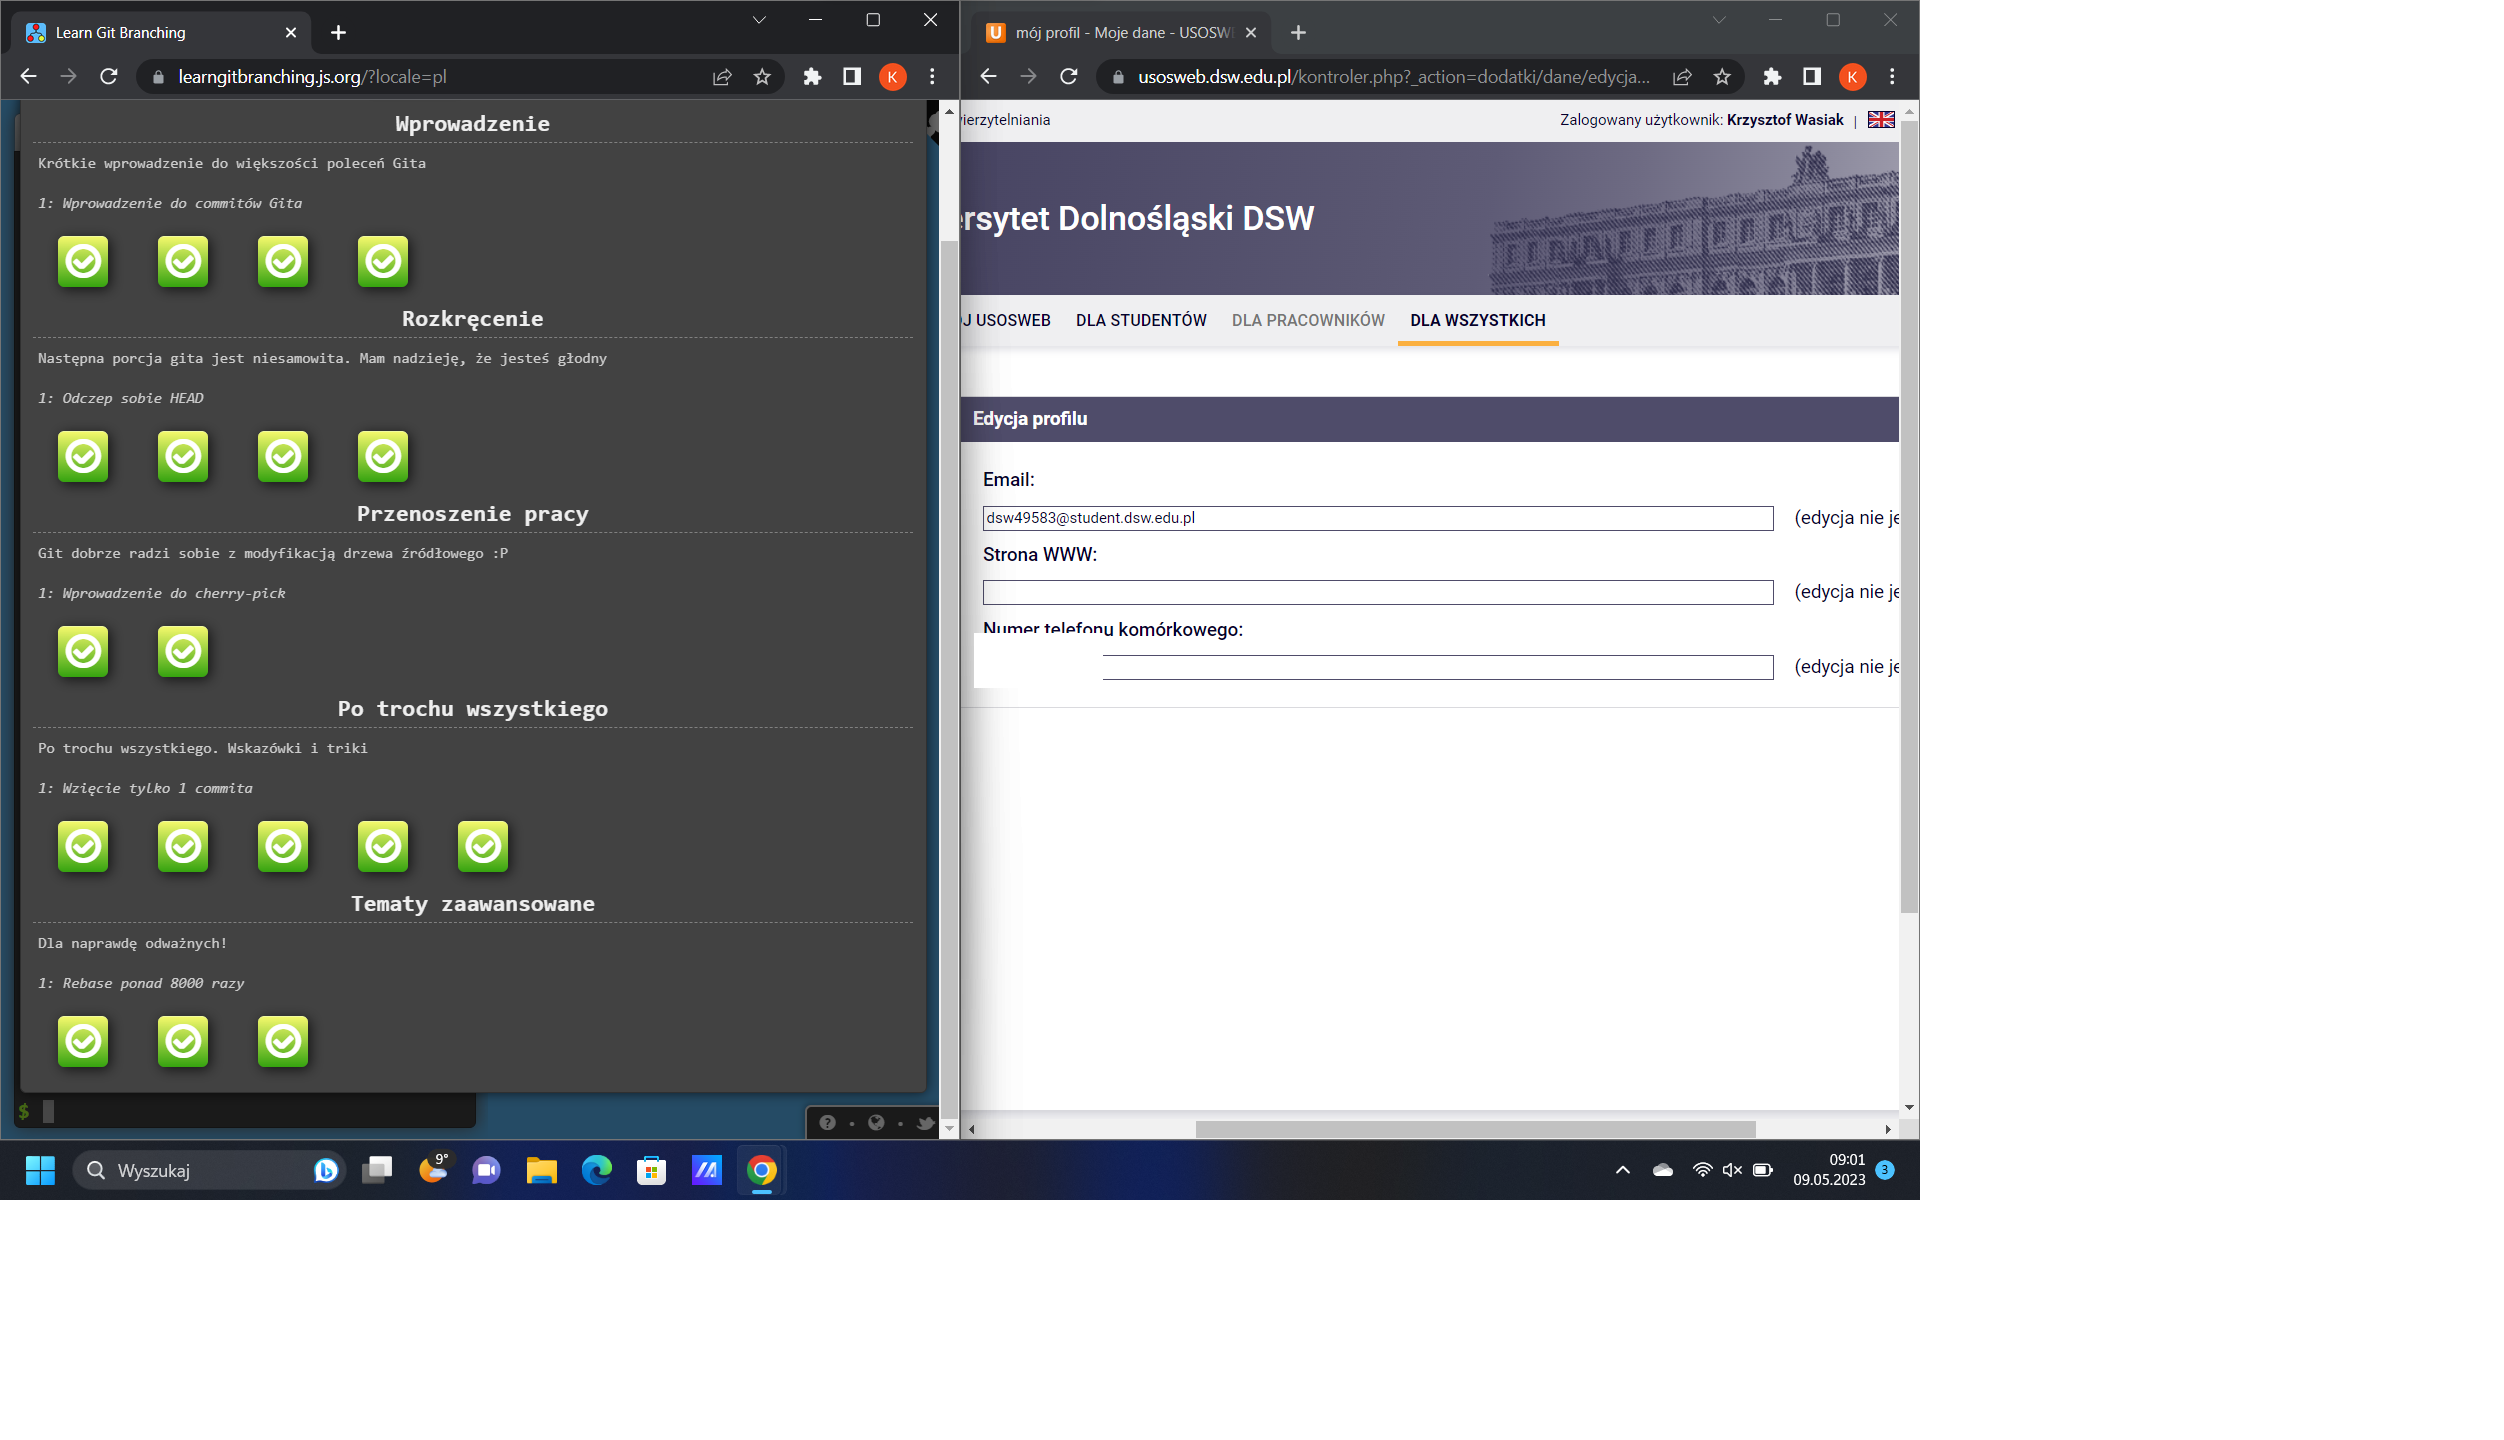 Learn Git Branching
learngitbranching.js.org/?locale=pl
K
Wprowadzenie
Krótkie wprowadzenie do większości poleceń Gita
1: Wprowadzenie do commitów Gita
Rozkręcenie
Następna porcja gita jest niesamowita. Mam nadzieję, że jesteś głodny
1: Odczep sobie HEAD
Przenoszenie pracy
Git dobrze radzi sobie z modyfikacją drzewa źródłowego :P
1: Wprowadzenie do cherry-pick
Po trochu wszystkiego
Po trochu wszystkiego. Wskazówki i triki
1: Wzięcie tylko 1 commita
Tematy zaawansowane
Dla naprawdę odważnych!
1: Rebase ponad 8000 razy
$
mój profil - Moje dane - USOSW
usosweb.dsw.edu.pl/kontroler.php?_action=dodatki/dane/edycja...
K
wierzytelniania
Zalogowany użytkownik: Krzysztof Wasiak |
ersytet Dolnośląski DSW
J USOSWEB DLA STUDENTÓW DLA PRACOWNIKÓW DLA WSZYSTKICH
Edycja profilu
Email:
dsw49583@student.dsw.edu.pl (edycja nie je
Strona WWW:
(edycja nie je
Numer telefonu komórkowego:
(edycja nie je
Wyszukaj
9°
09:01
09.05.2023
3